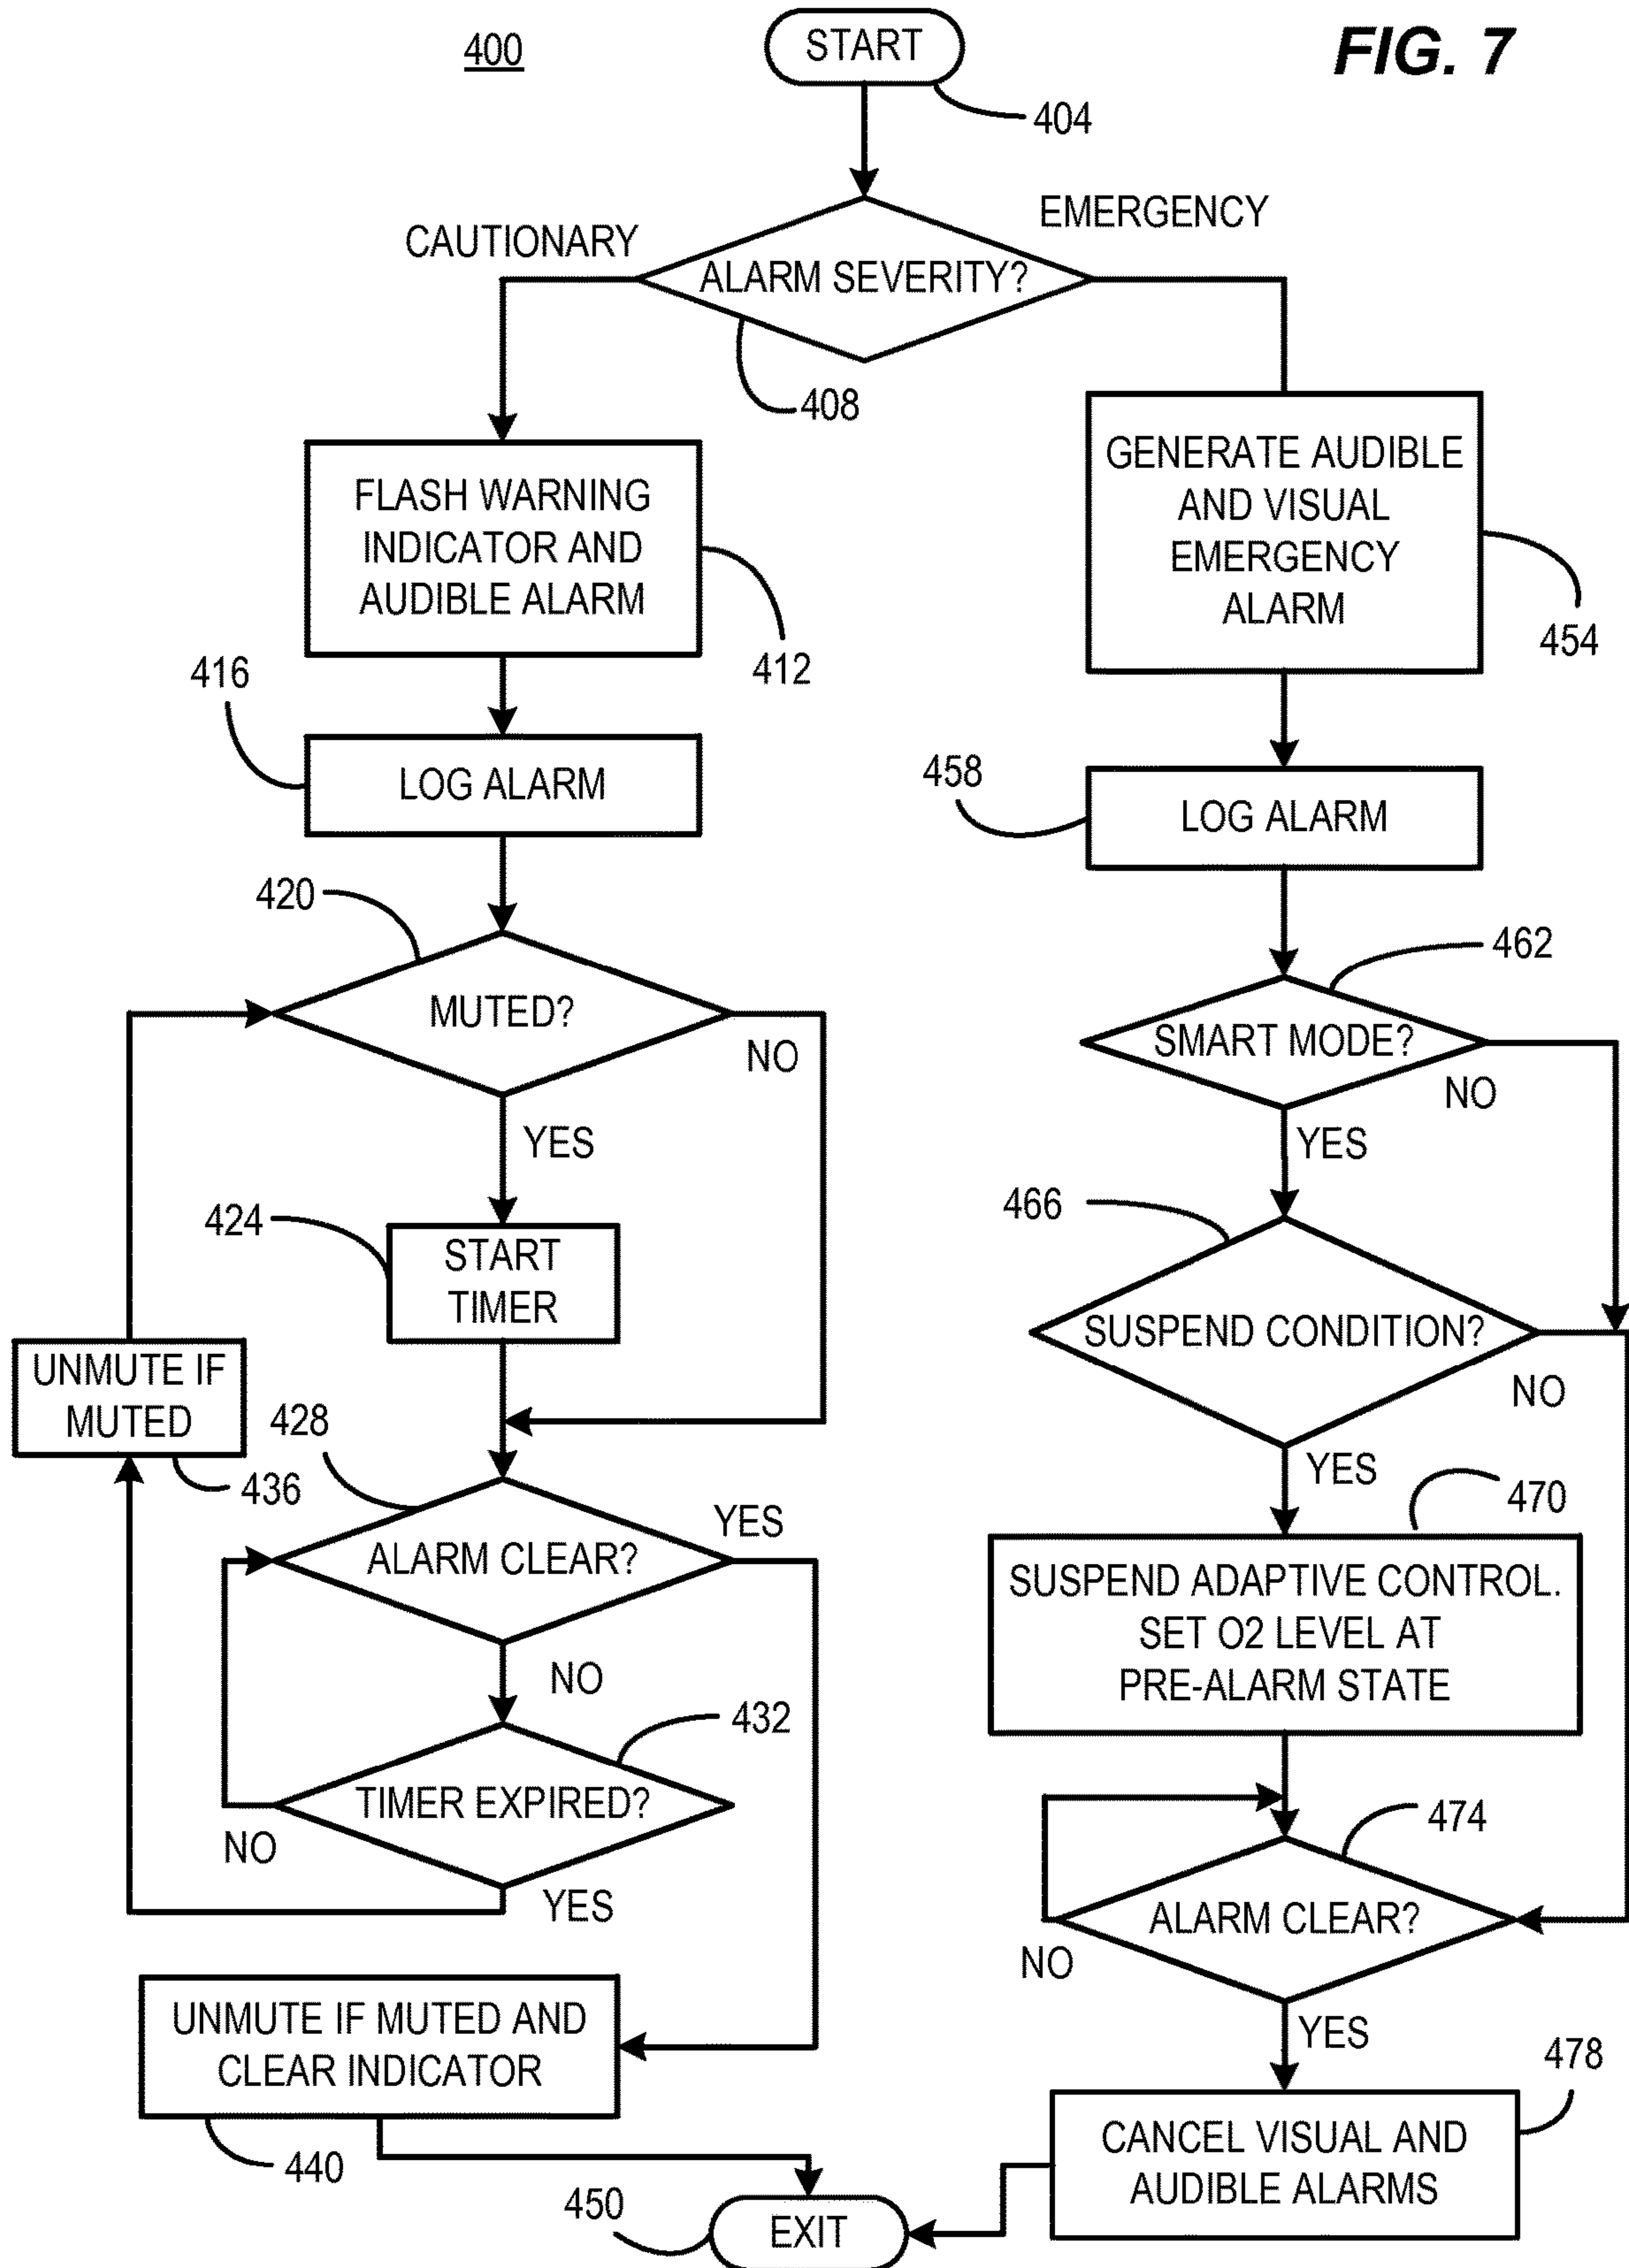 400
START
FIG. 7
404
CAUTIONARY
EMERGENCY
ALARM SEVERITY?
408
FLASH WARNING
INDICATOR AND
AUDIBLE ALARM
412
GENERATE AUDIBLE
AND VISUAL
EMERGENCY
ALARM
454
416
LOG ALARM
458
LOG ALARM
420
MUTED?
NO
YES
462
SMART MODE?
NO
YES
424
START
TIMER
466
SUSPEND CONDITION?
NO
YES
UNMUTE IF
MUTED
436
428
ALARM CLEAR?
YES
NO
470
SUSPEND ADAPTIVE CONTROL.
SET O2 LEVEL AT
PRE-ALARM STATE
432
TIMER EXPIRED?
NO
YES
474
ALARM CLEAR?
NO
YES
UNMUTE IF MUTED AND
CLEAR INDICATOR
440
478
CANCEL VISUAL AND
AUDIBLE ALARMS
450
EXIT